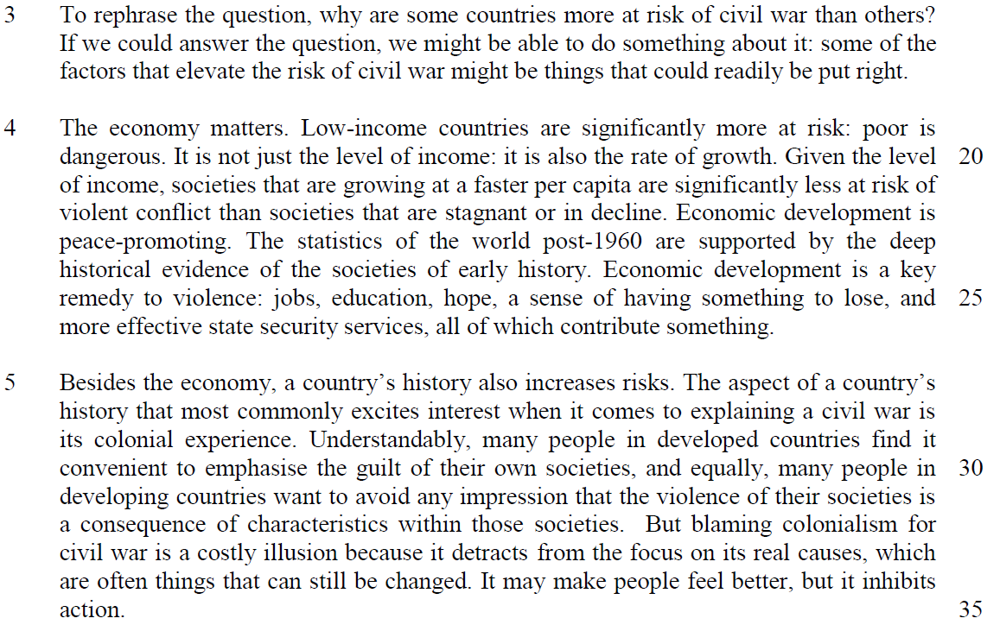 3 To rephrase the question, why are some countries more at risk of civil war than others?
If we could answer the question, we might be able to do something about it: some of the
factors that elevate the risk of civil war might be things that could readily be put right.
4 The economy matters. Low-income countries are significantly more at risk: poor is
dangerous. It is not just the level of income: it is also the rate of growth. Given the level 20
of income, societies that are growing at a faster per capita are significantly less at risk of
violent conflict than societies that are stagnant or in decline. Economic development is
peace-promoting. The statistics of the world post-1960 are supported by the deep
historical evidence of the societies of early history. Economic development is a key
remedy to violence: jobs, education, hope, a sense of having something to lose, and 25
more effective state security services, all of which contribute something.
5 Besides the economy, a country's history also increases risks. The aspect of a country's
history that most commonly excites interest when it comes to explaining a civil war is
its colonial experience. Understandably, many people in developed countries find it
convenient to emphasise the guilt of their own societies, and equally, many people in 30
developing countries want to avoid any impression that the violence of their societies is
a consequence of characteristics within those societies. But blaming colonialism for
civil war is a costly illusion because it detracts from the focus on its real causes, which
are often things that can still be changed. It may make people feel better, but it inhibits
action. 35